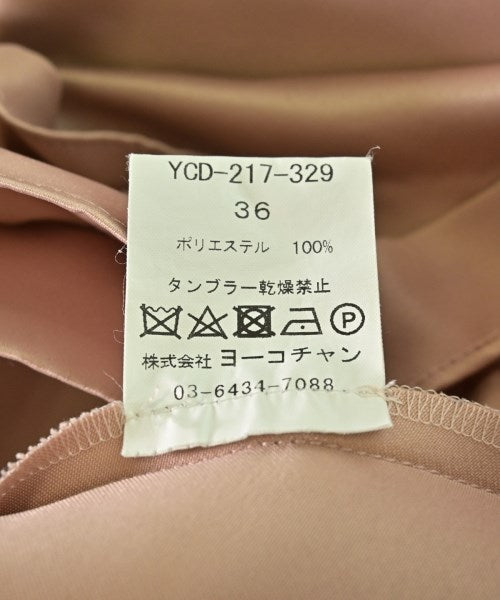 YCD-217-329
36
ポリエステル 100%
タンブラー乾燥禁止
P
株式会社 ヨーコチャン
03-6434-7088